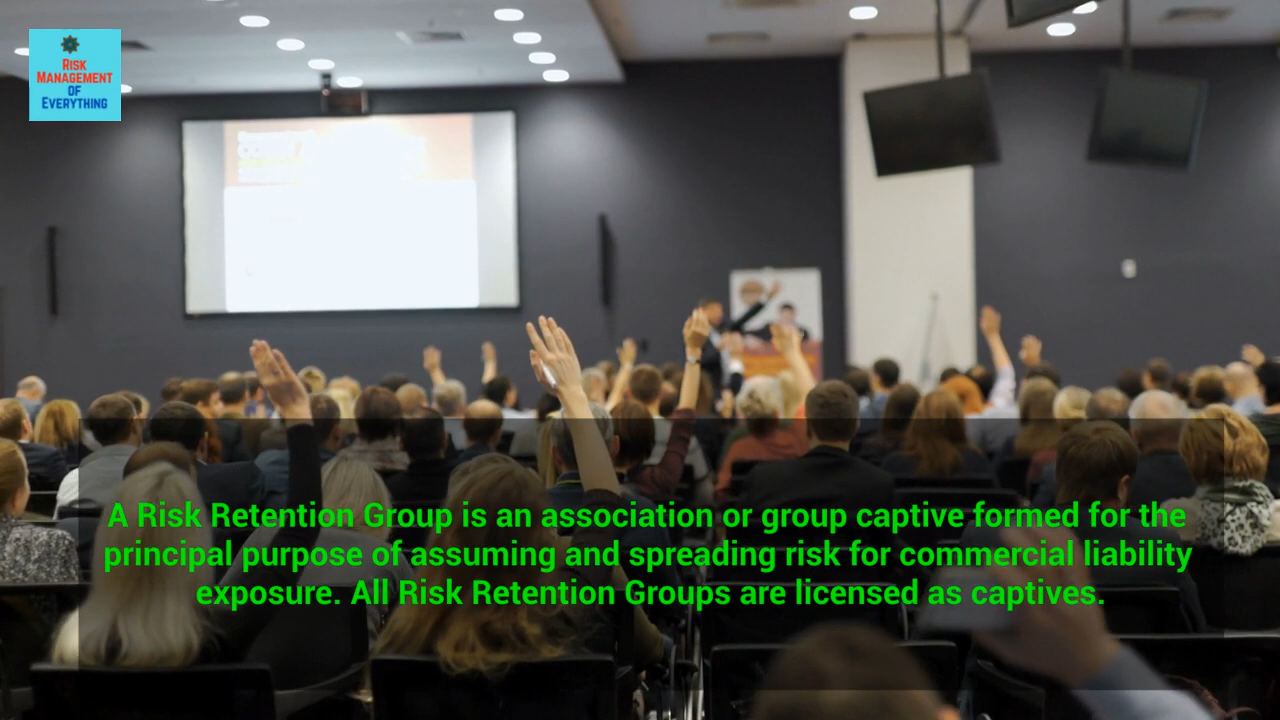 Risk
Management
of
Everything
A Risk Retention Group is an association or group captive formed for the
principal purpose of assuming and spreading risk for commercial liability
exposure. All Risk Retention Groups are licensed as captives.